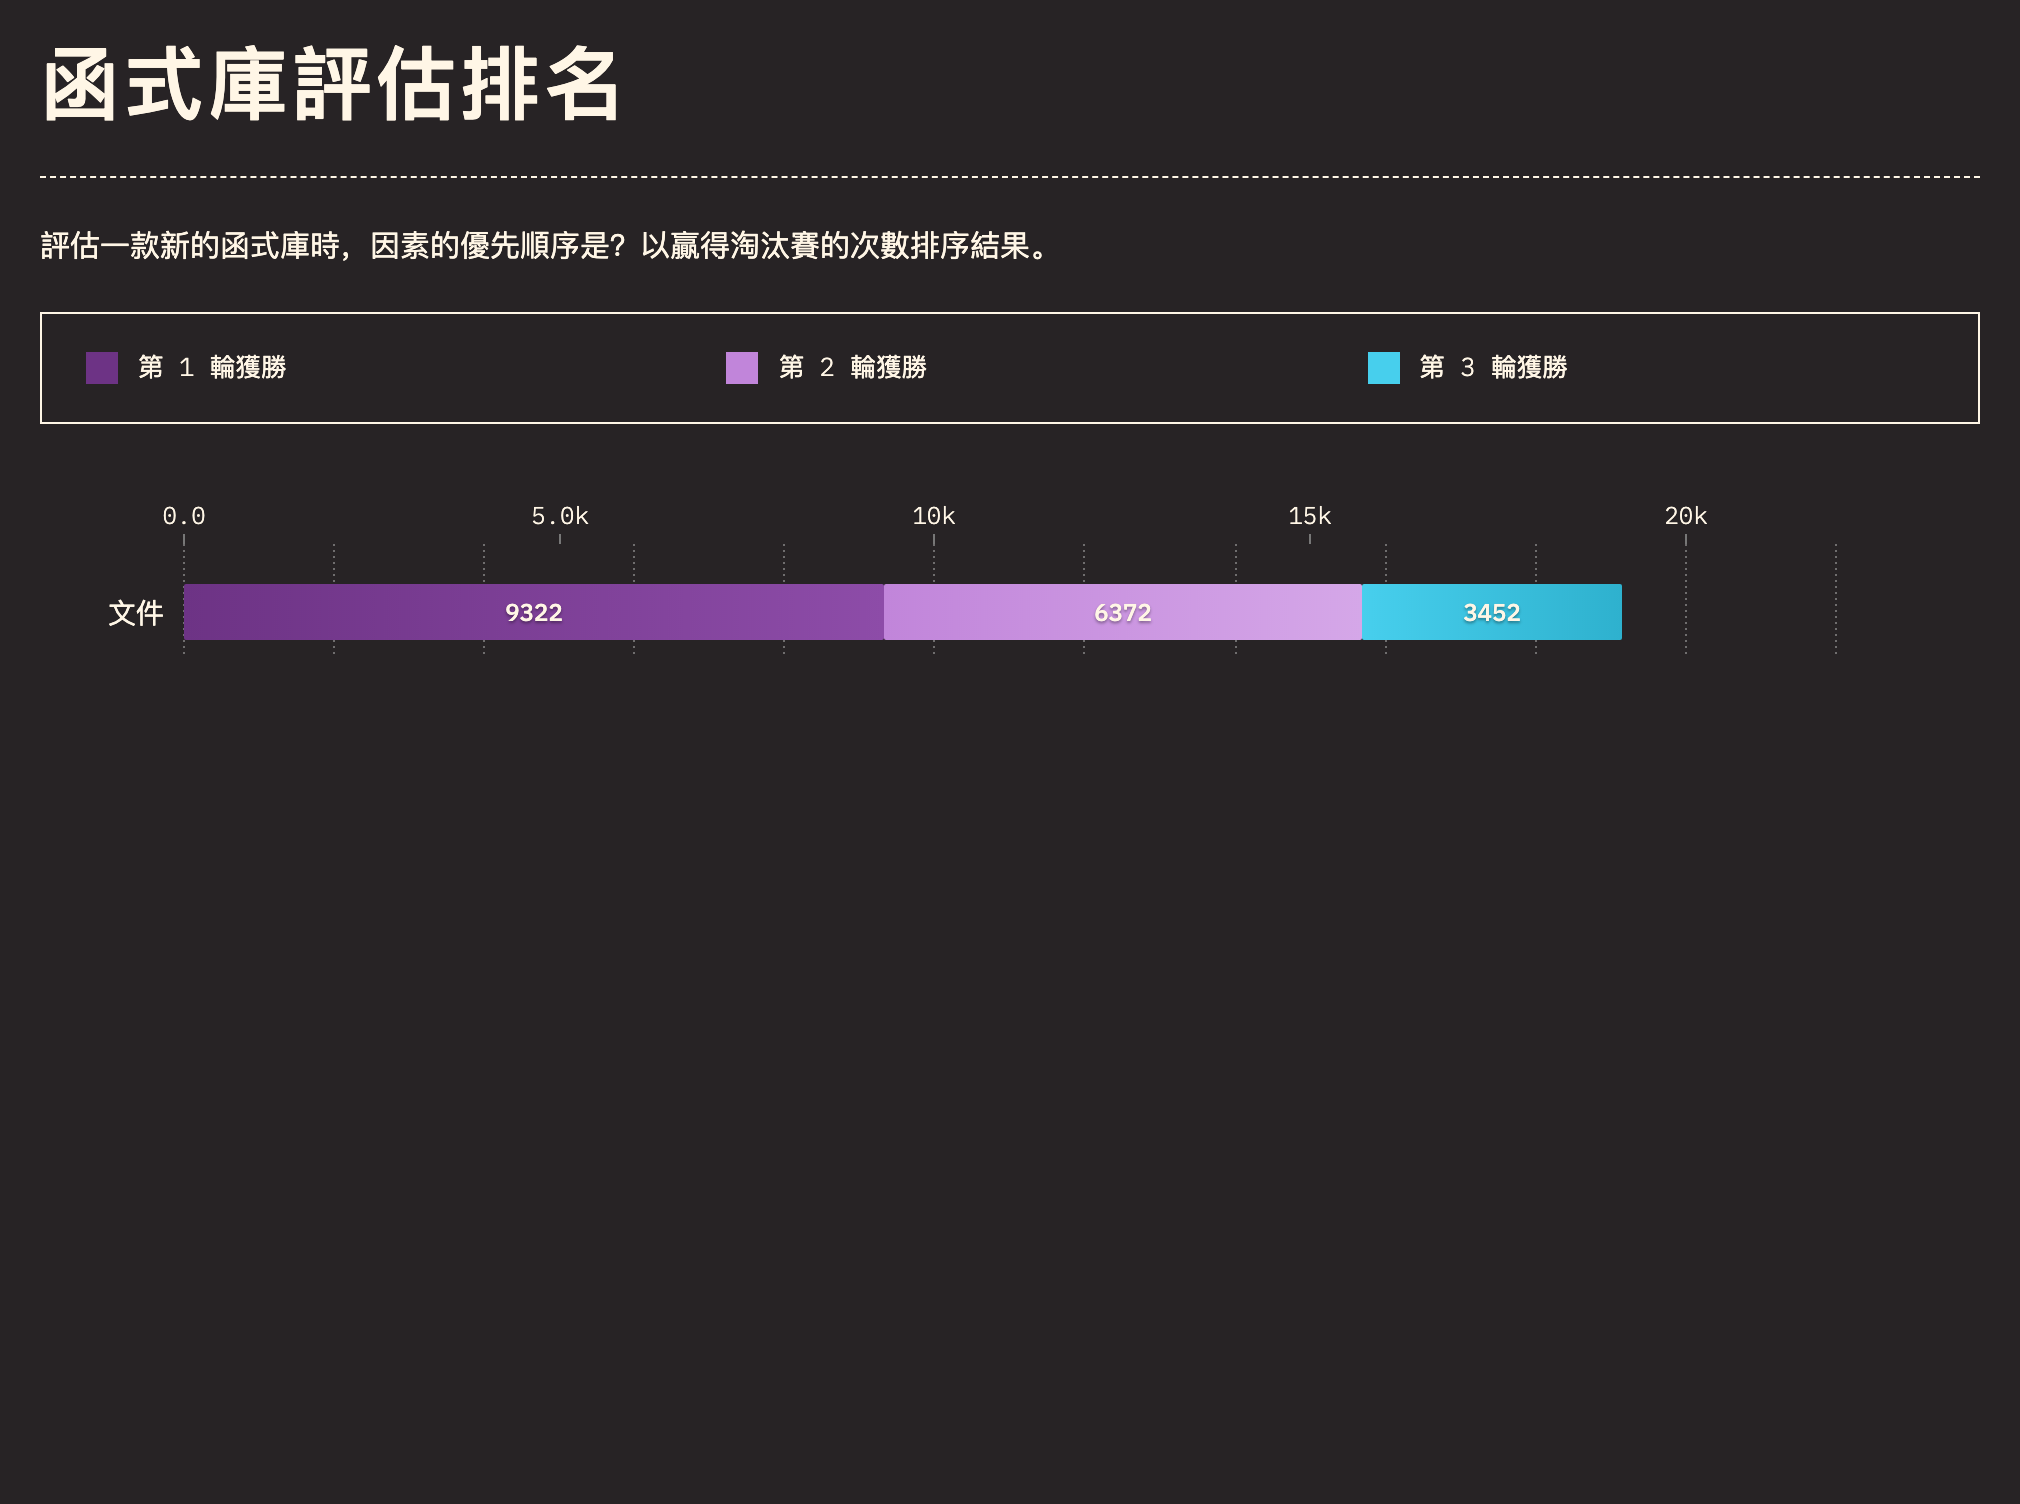 函式庫評估排名
評估一款新的函式庫時，因素的優先順序是？以贏得淘汰賽的次數排序結果。
第 1 輪獲勝
第 2 輪獲勝
第 3 輪獲勝
0.0 5.0k 10k 15k 20k
文件 9322 6372 3452